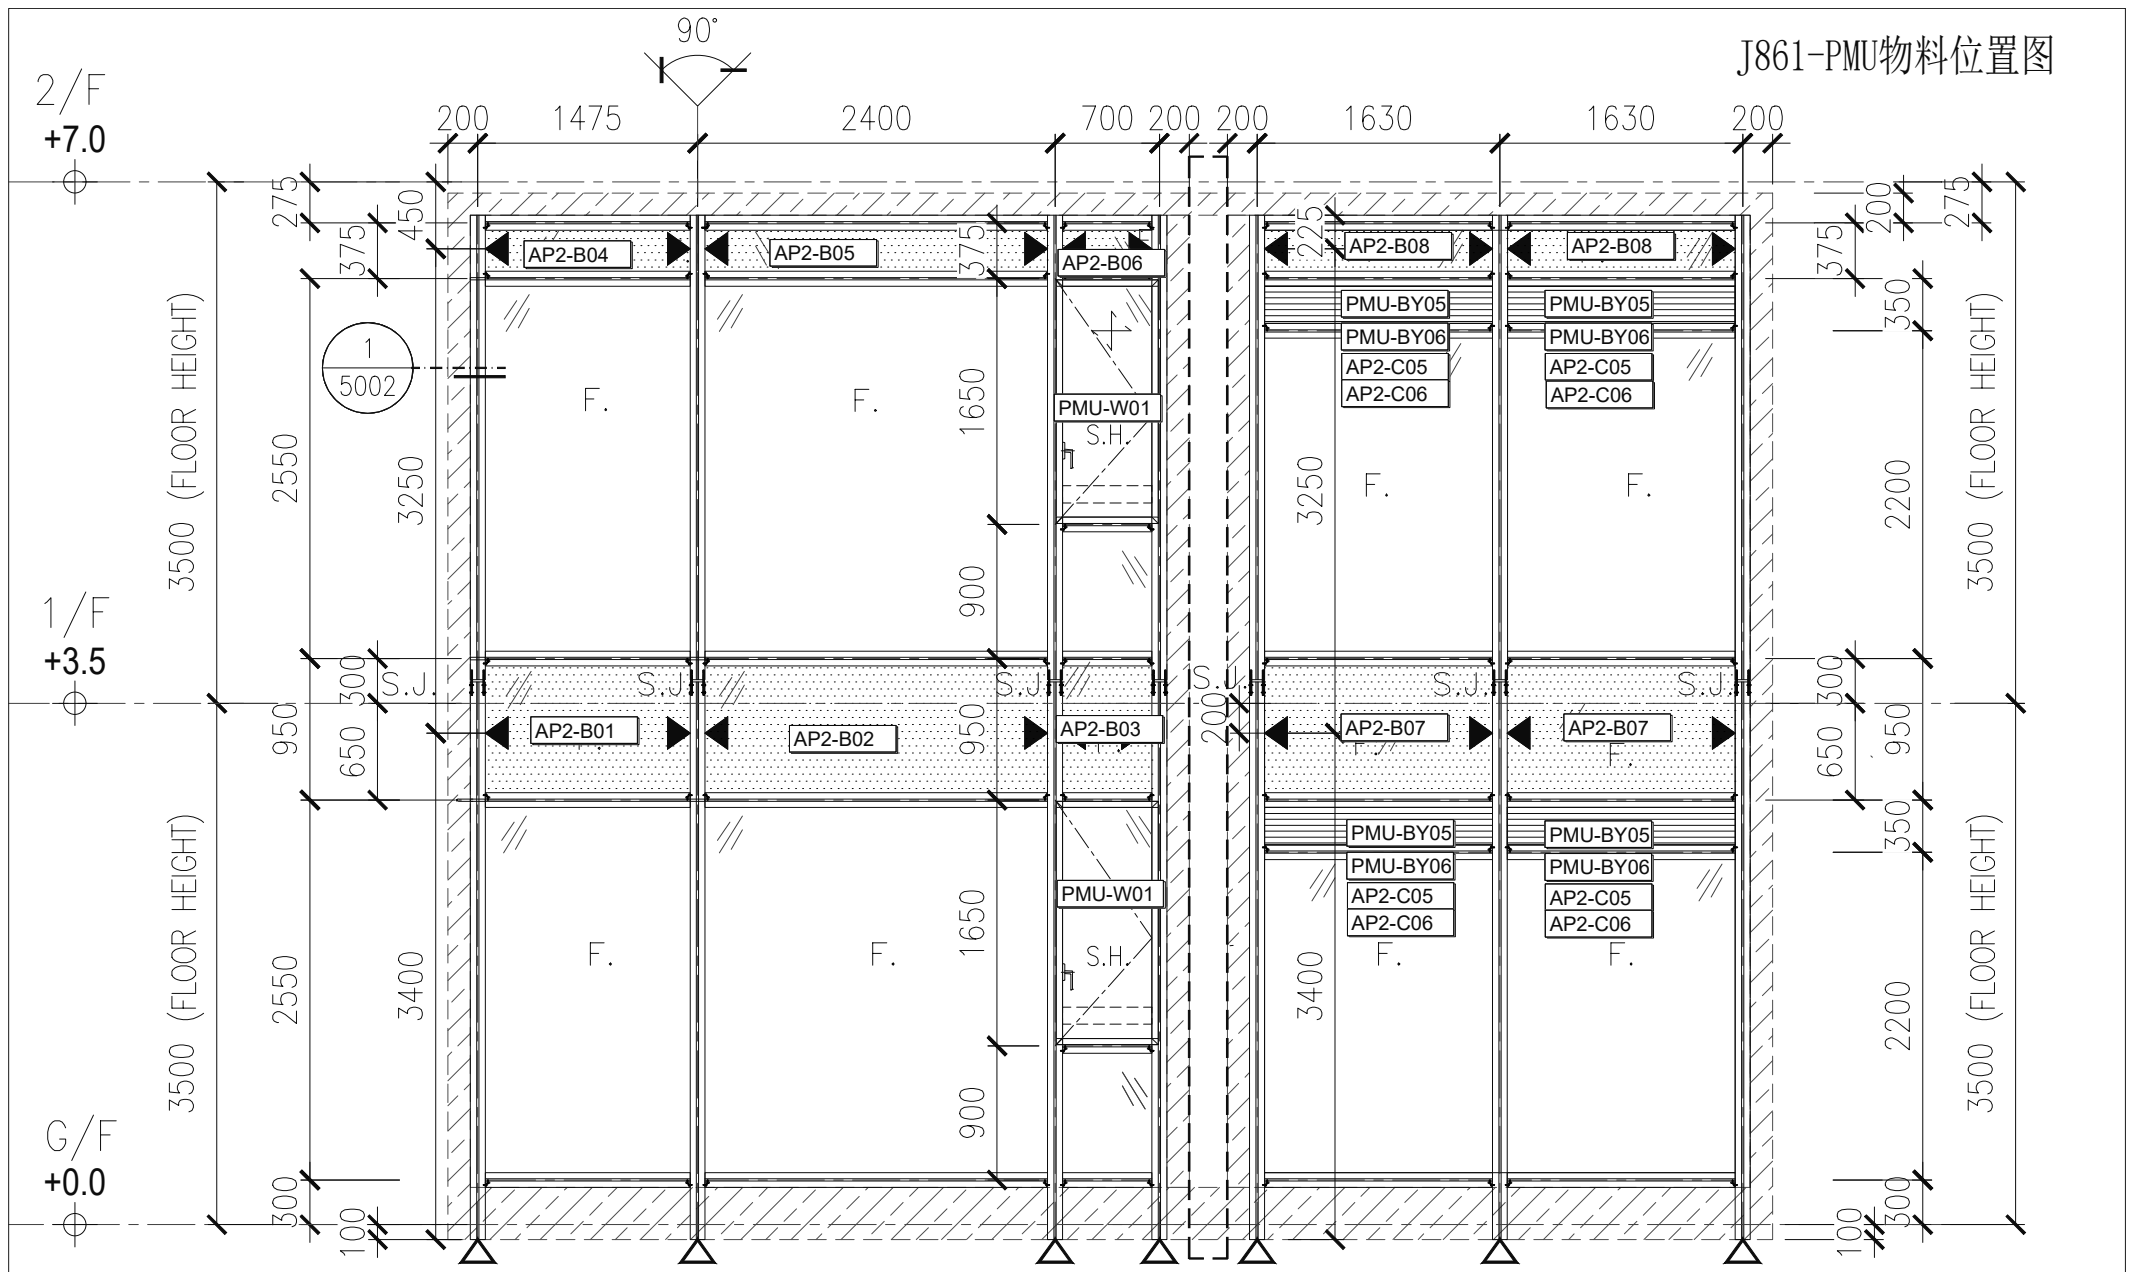 J861-PMU物料位置图
90°
200 1475 2400 700 200 200 1630 1630 200
2/F
+7.0
275
375
450
375
225
200
275
375
AP2-B04
AP2-B05
AP2-B06
AP2-B08
AP2-B08
PMU-BY05
PMU-BY05
350
PMU-BY06
PMU-BY06
AP2-C05
AP2-C05
AP2-C06
AP2-C06
1
5002
F.
F.
PMU-W01
S.H.
1650
3500 (FLOOR HEIGHT)
2550
3250
3250
F.
F.
2200
3500 (FLOOR HEIGHT)
900
1/F
+3.5
300
S.J.
S.J.
S.J.
S.J.
S.J.
S.J.
300
950
650
AP2-B01
F.
AP2-B02
950
AP2-B03
F.
200
AP2-B07
F.
AP2-B07
F.
650
950
PMU-BY05
PMU-BY05
350
PMU-BY06
PMU-BY06
AP2-C05
AP2-C05
AP2-C06
AP2-C06
PMU-W01
S.H.
1650
F.
F.
F.
F.
3500 (FLOOR HEIGHT)
2550
3400
3400
2200
3500 (FLOOR HEIGHT)
900
G/F
+0.0
300
100
300
100